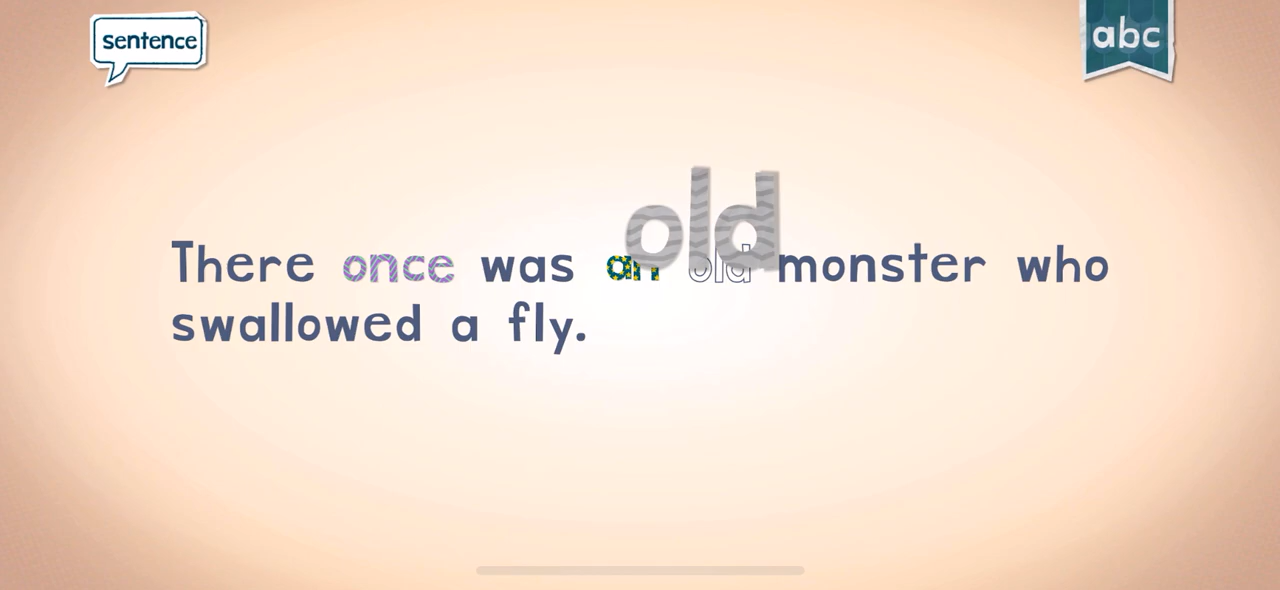 sentence
abc
old
There once was an old monster who
swallowed a fly.